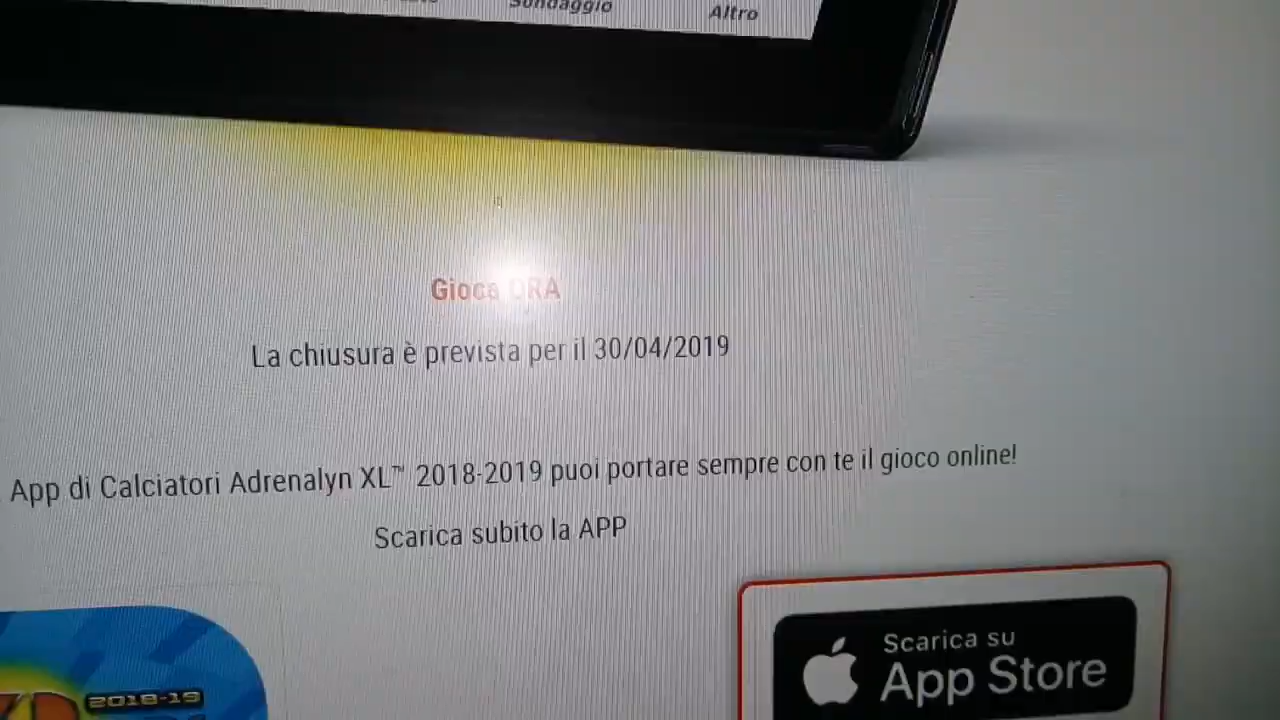 Sondaggio
Altro
Gioca ORA
La chiusura è prevista per il 30/04/2019
App di Calciatori Adrenalyn XL™ 2018-2019 puoi portare sempre con te il gioco online!
Scarica subito la APP
Scarica su
App Store
2018-19